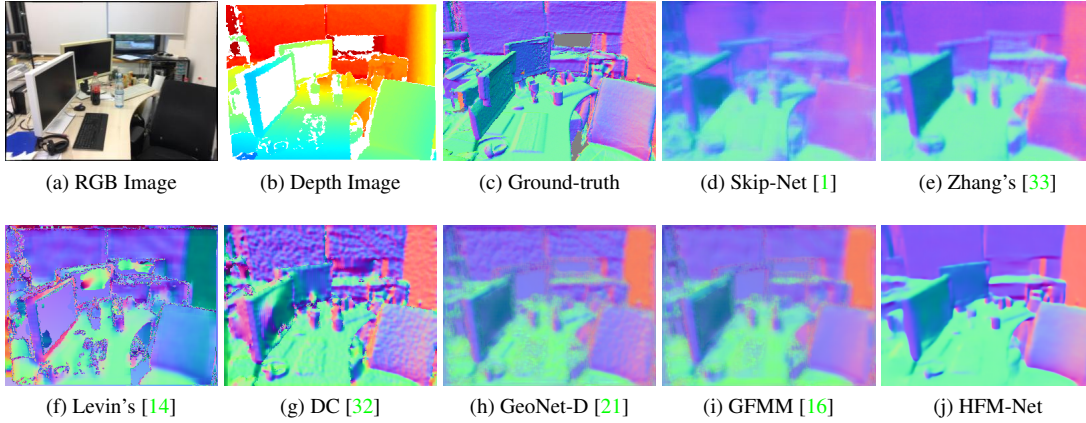 (a) RGB Image
(b) Depth Image
(c) Ground-truth
(d) Skip-Net [1]
(e) Zhang's [33]
(f) Levin's [14]
(g) DC [32]
(h) GeoNet-D [21]
(i) GFMM [16]
(j) HFM-Net